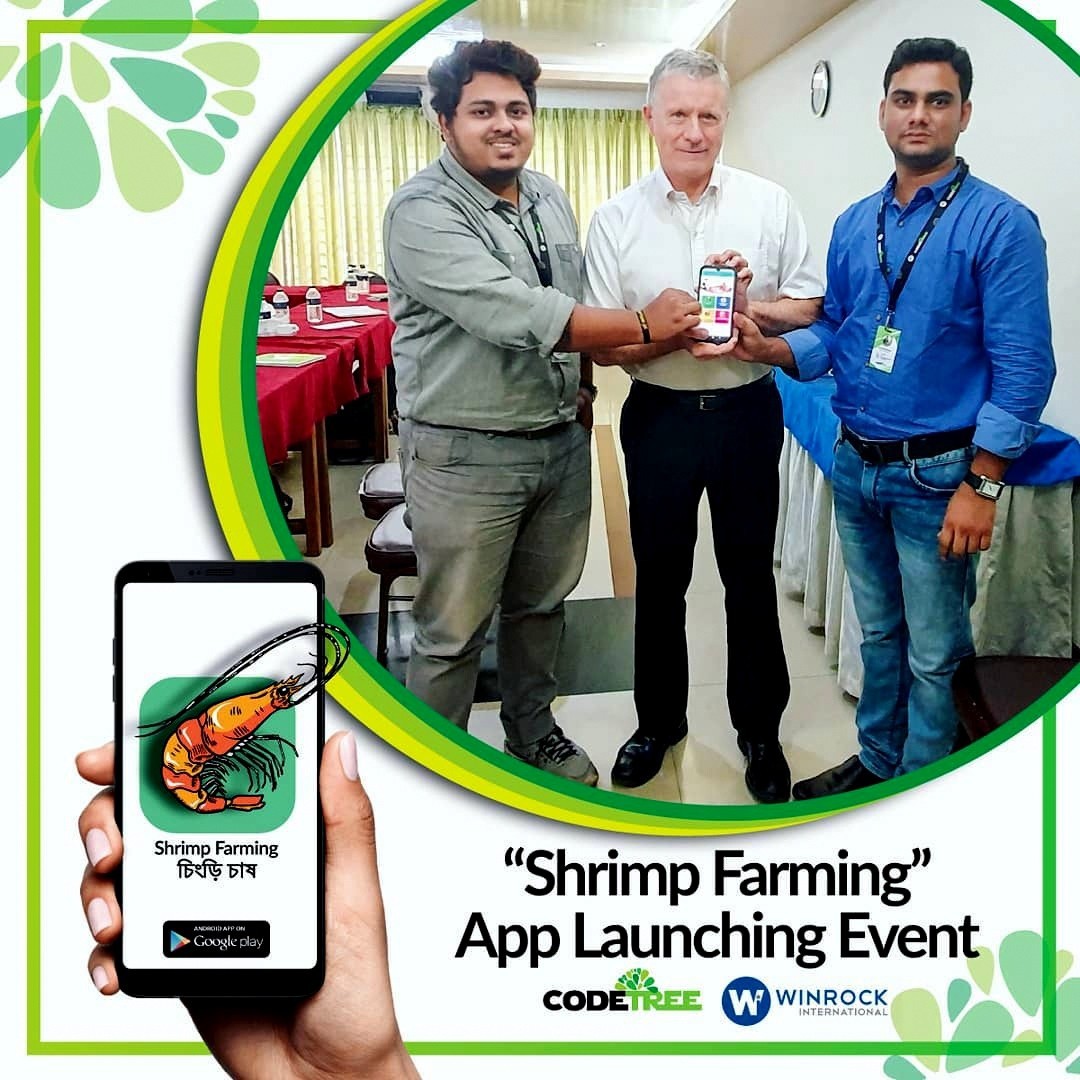 Shrimp Farming
চিংড়ি চাষ
ANDROID APP ON
Google play
“Shrimp Farming”
App Launching Event
CODETREE
W
WINROCK
INTERNATIONAL